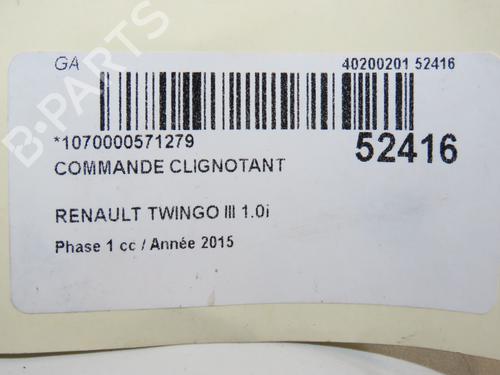 GA
40200201 52416
*1070000571279
52416
COMMANDE CLIGNOTANT
RENAULT TWINGO III 1.0i
Phase 1 cc / Année 2015
B-PARTS